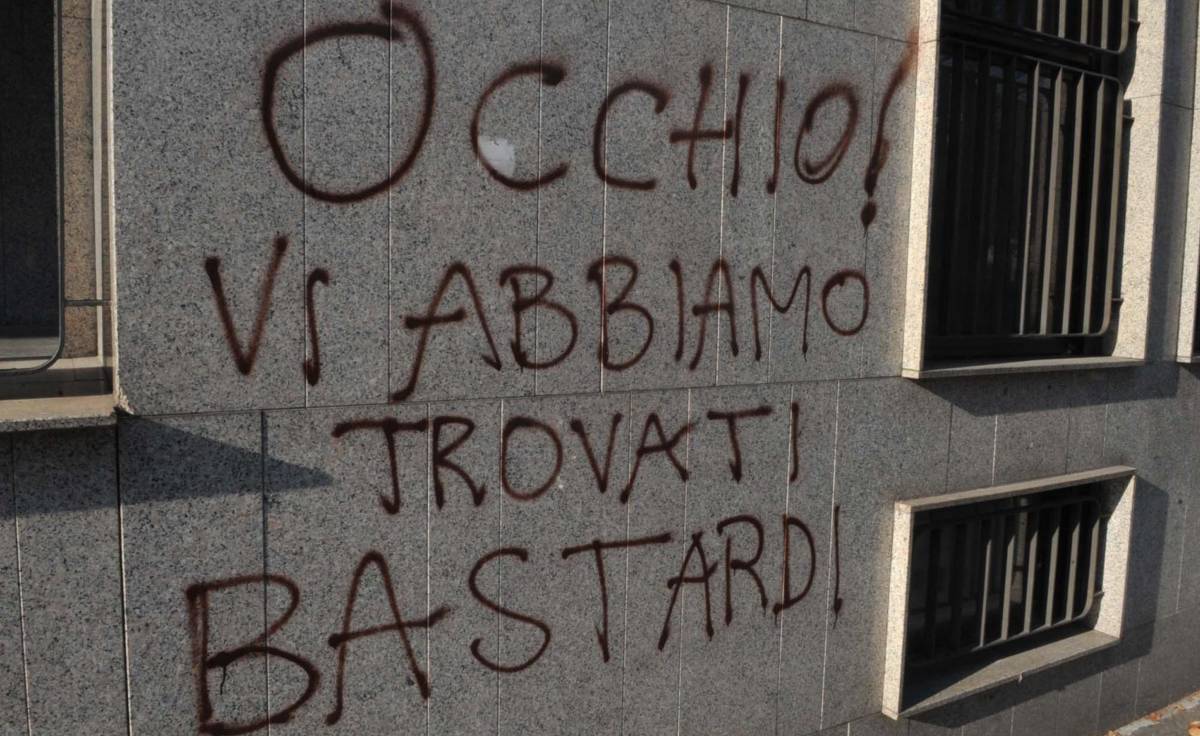 OCCHIO!
VI ABBIAMO
TROVATI
BASTARDI